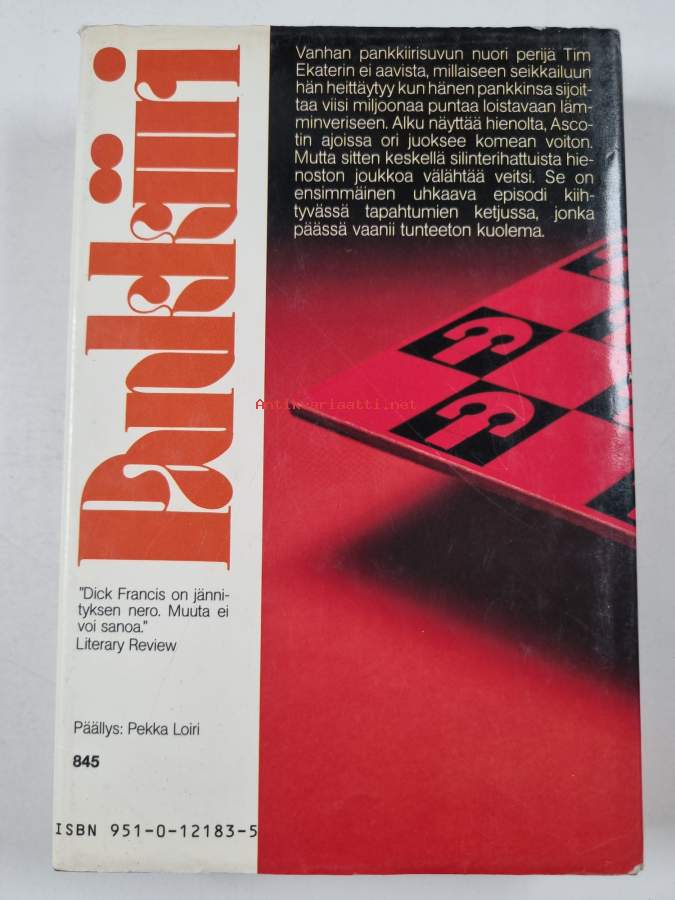 Pankkiiri
Vanhan pankkiirisuvun nuori perijä Tim
Ekaterin ei aavista, millaiseen seikkailuun
hän heittäytyy kun hänen pankkinsa sijoit-
taa viisi miljoonaa puntaa loistavaan läm-
minveriseen. Alku näyttää hienolta, Asco-
tin ajoissa ori juoksee komean voiton.
Mutta sitten keskellä silinterihattuista hie-
noston joukkoa välähtää veitsi. Se on
ensimmäinen uhkaava episodi kiih-
tyvässä tapahtumien ketjussa, jonka
päässä vaanii tunteeton kuolema.
Antikvariaatti.net
"Dick Francis on jänni-
tyksen nero. Muuta ei
voi sanoa."
Literary Review
Päällys: Pekka Loiri
845
ISBN 951-0-12183-5